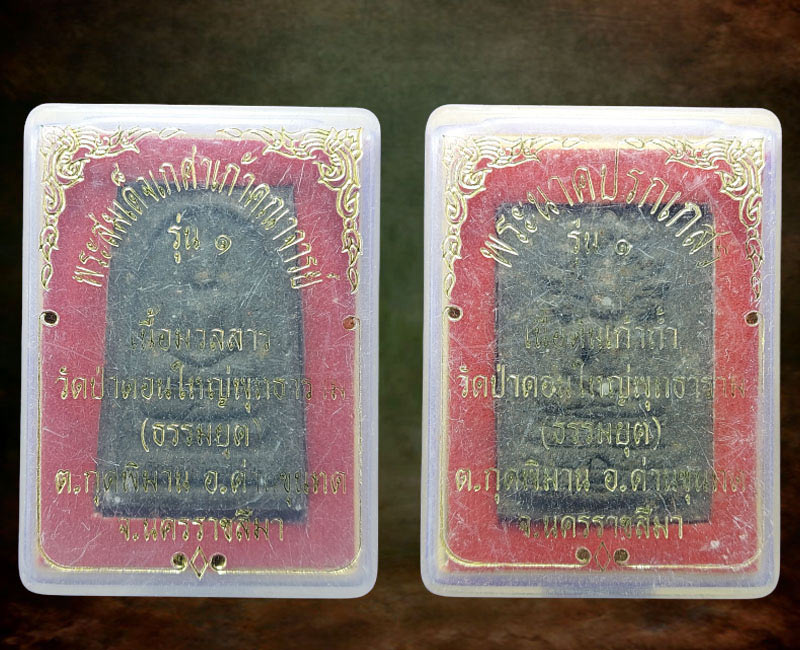 พระสมเด็จเกศาเก้าคณาจารย์
รุ่น ๑
เนื้อมวลสาร
วัดป่าดอนใหญ่พุทธาราม
(ธรรมยุต)
ต.กุดพิมาน อ.ด่านขุนทด
จ.นครราชสีมา
พระนาคปรกเกศา
รุ่น ๑
วัดป่าดอนใหญ่พุทธาราม
(ธรรมยุต)
ต.กุดพิมาน อ.ด่านขุนทด
จ.นครราชสีมา